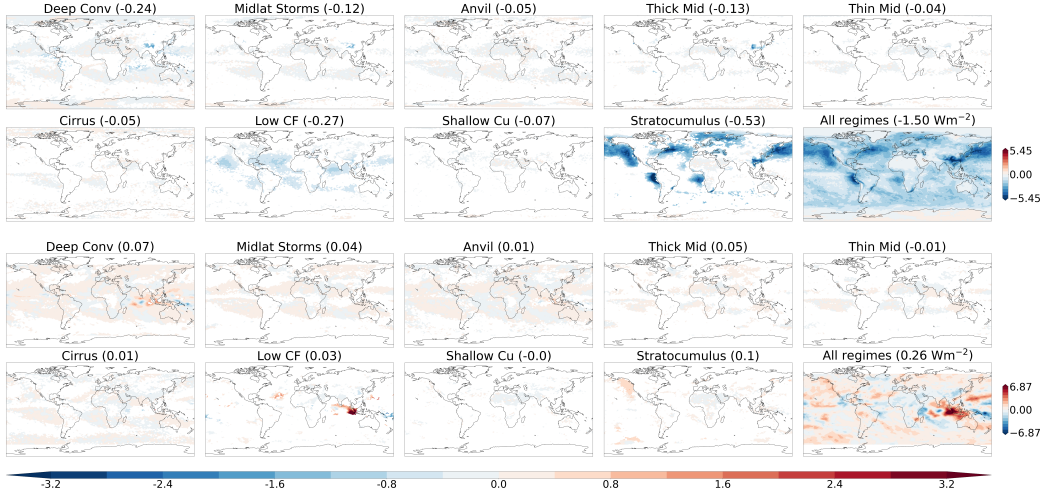 Deep Conv (-0.24) Midlat Storms (-0.12) Anvil (-0.05) Thick Mid (-0.13) Thin Mid (-0.04)
Cirrus (-0.05) Low CF (-0.27) Shallow Cu (-0.07) Stratocumulus (-0.53) All regimes (-1.50 Wm⁻²)
5.45
0.00
−5.45
Deep Conv (0.07) Midlat Storms (0.04) Anvil (0.01) Thick Mid (0.05) Thin Mid (-0.01)
Cirrus (0.01) Low CF (0.03) Shallow Cu (-0.0) Stratocumulus (0.1) All regimes (0.26 Wm⁻²)
6.87
0.00
−6.87
-3.2 -2.4 -1.6 -0.8 0.0 0.8 1.6 2.4 3.2